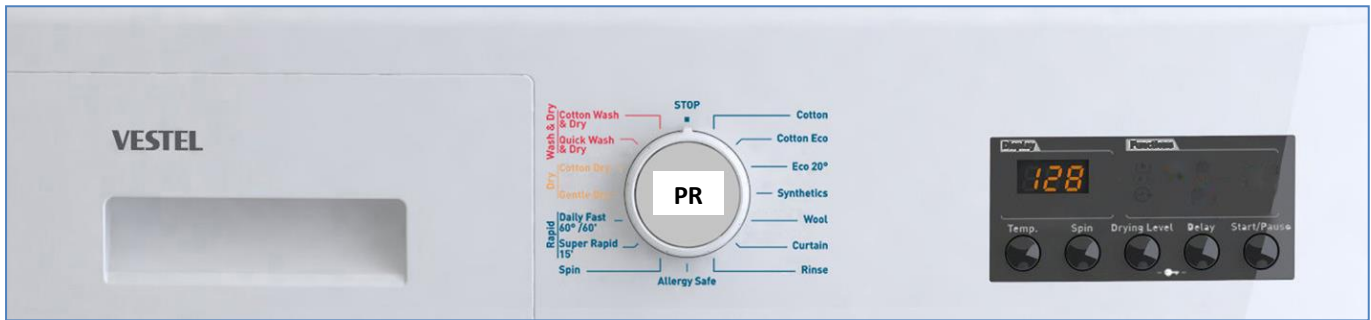 VESTEL
STOP
Wash & Dry
Cotton Wash
& Dry
Quick Wash
& Dry
Dry
Cotton Dry
Gentle Dry
Rapid
Daily Fast
60° /60'
Super Rapid
15'
Spin
Allergy Safe
PR
Cotton
Cotton Eco
Eco 20°
Synthetics
Wool
Curtain
Rinse
Display
Functions
128
Temp.
Spin
Drying Level
Delay
Start/Pause